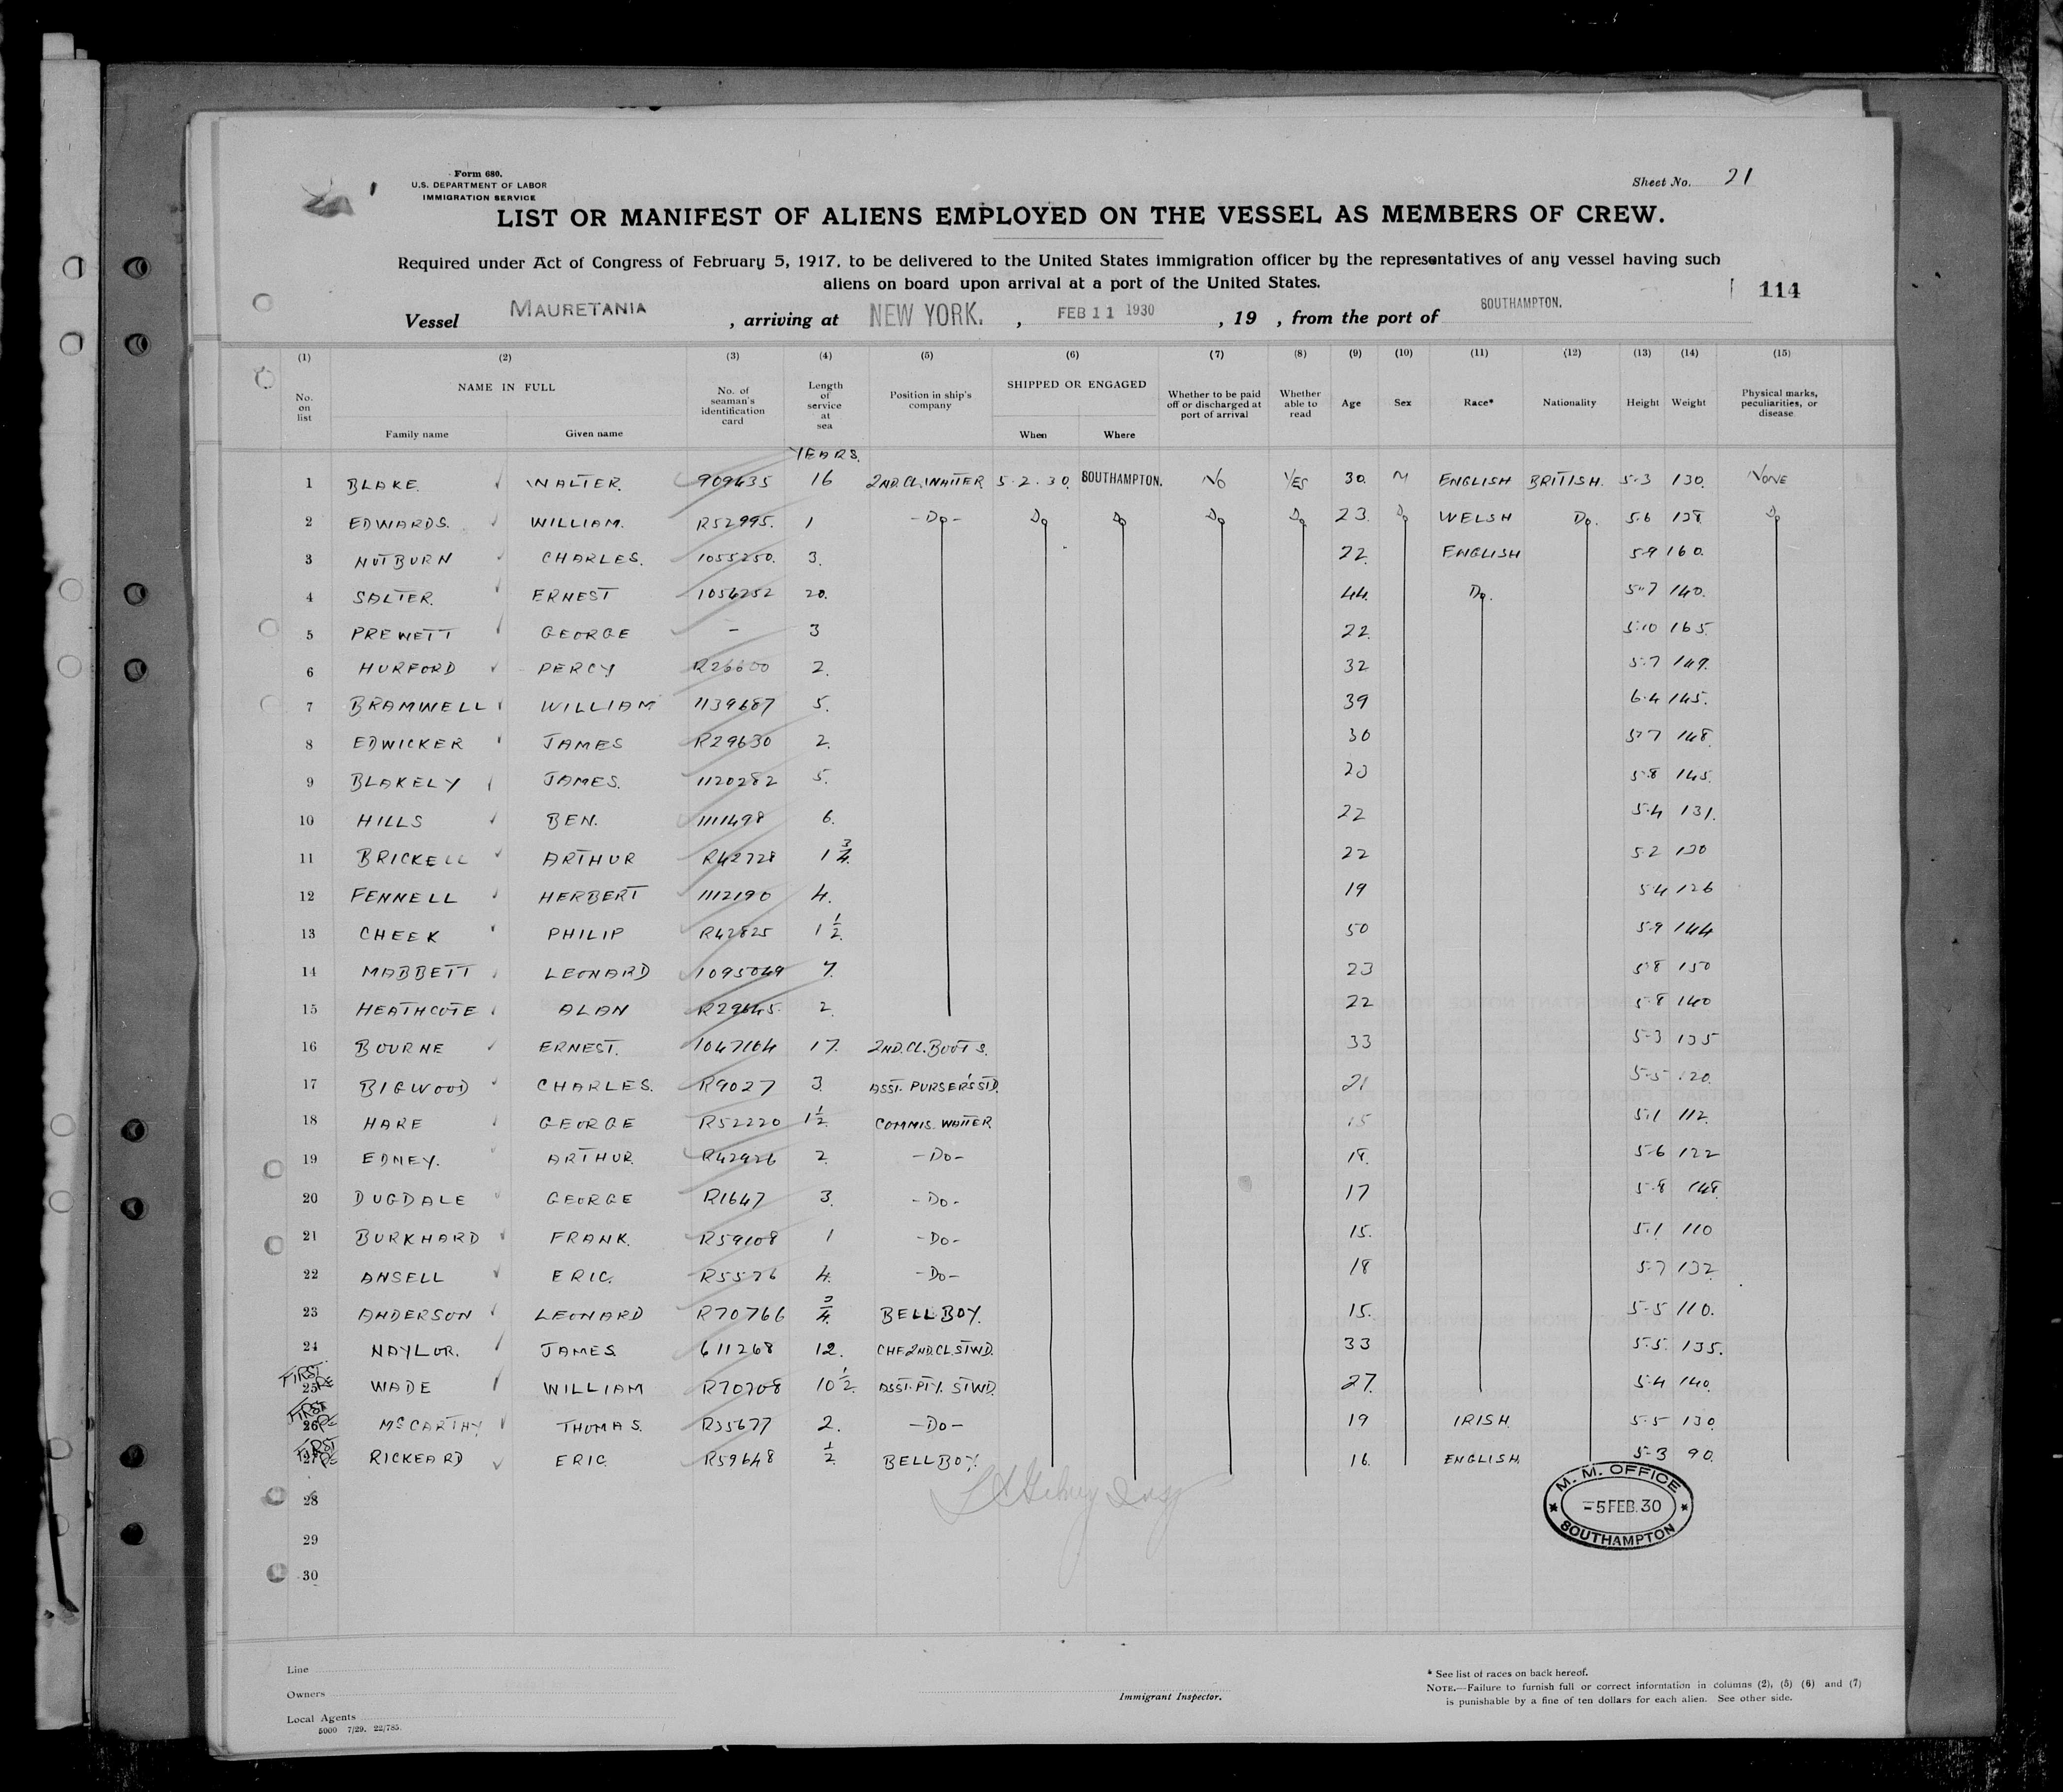 Form 680.
U.S. DEPARTMENT OF LABOR
IMMIGRATION SERVICE
Sheet No. 21
LIST OR MANIFEST OF ALIENS EMPLOYED ON THE VESSEL AS MEMBERS OF CREW.
Required under Act of Congress of February 5, 1917, to be delivered to the United States immigration officer by the representatives of any vessel having such
aliens on board upon arrival at a port of the United States.
114
Vessel MAURETANIA , arriving at NEW YORK. , FEB 11 1930 , 19 , from the port of SOUTHAMPTON.
(1) (2) (3) (4) (5) (6) (7) (8) (9) (10) (11) (12) (13) (14) (15)
No. on list NAME IN FULL Family name Given name No. of seaman's identification card Length of service at sea Position in ship's company SHIPPED OR ENGAGED When Where Whether to be paid off or discharged at port of arrival Whether able to read Age Sex Race* Nationality Height Weight Physical marks, peculiarities, or disease
YEARS.
1 BLAKE. WALTER. 909435 16 2ND.CL.WAITER 5.2.30. SOUTHAMPTON. No YES 30. M ENGLISH BRITISH. 5-3 130. NONE
2 EDWARDS. WILLIAM. R52995. 1 -Do- Do Do Do Do 23. Do WELSH Do. 5.6 128. Do
3 NUTBURN CHARLES. 1055250. 3. 22. ENGLISH 5-9 160.
4 SALTER. ERNEST 1054252 20. 44. Do. 5-7 140.
5 PREWETT GEORGE - 3 22. 5-10 165.
6 HURFORD PERCY R26600 2. 32 5-7 149.
7 BRAMWELL WILLIAM 1139687 5. 39 6-4 145.
8 EDWICKER JAMES R29630 2. 30 5-7 148.
9 BLAKELY JAMES. 1120282 5. 5-8 145.
10 HILLS BEN. 1111498 6. 22 5-4 131.
11 BRICKELL ARTHUR R42728 1 3/4. 22 5-2 130
12 FENNELL HERBERT 1112190 4. 19 5-4 126
13 CHEEK PHILIP R42825 1 1/2. 50 5-9 144
14 MABBETT LEONARD 1095049 7. 23 5-8 150
15 HEATHCOTE ALAN R29645. 2. 22 5-8 140
16 BOURNE ERNEST. 1047104 17. 2ND.CL.BOOTS. 33 5-3 135
17 BIGWOOD CHARLES. R9027 3. ASST. PURSER'S STD. 21 5-5 120.
18 HARE GEORGE R52220 1 1/2. COMMIS. WAITER 15 5-1 112.
19 EDNEY. ARTHUR. R42926 2. -Do- 18. 5-6 122
20 DUGDALE GEORGE R1647 3. -Do- 17 5-8 148.
21 BURKHARD FRANK. R59108 1 -Do- 15. 5-1 110
22 ANSELL ERIC. R5526 4. -Do- 18 5-7 132.
23 ANDERSON LEONARD R70766 3/4. BELLBOY. 15. 5-5 110.
24 NAYLOR. JAMES 611268 12. CHF.2ND.CL.STWD. 33 5-5. 135.
FIRST
25 WADE WILLIAM R70708 10 1/2. ASST.PTY. STWD. 27. 5-4 140.
FIRST
26 McCARTHY THOMAS. R35677 2. -Do- 19 IRISH. 5-5 130.
FIRST
27 RICKEARD ERIC R59648 1/2. BELLBOY. 16. ENGLISH. 5-3 90.
28
29
30
M. M. OFFICE
-5 FEB. 30
SOUTHAMPTON
Line
Owners
Local Agents
5000 7/29. 22/785.
Immigrant Inspector.
* See list of races on back hereof.
NOTE.—Failure to furnish full or correct information in columns (2), (5) (6) and (7)
is punishable by a fine of ten dollars for each alien. See other side.